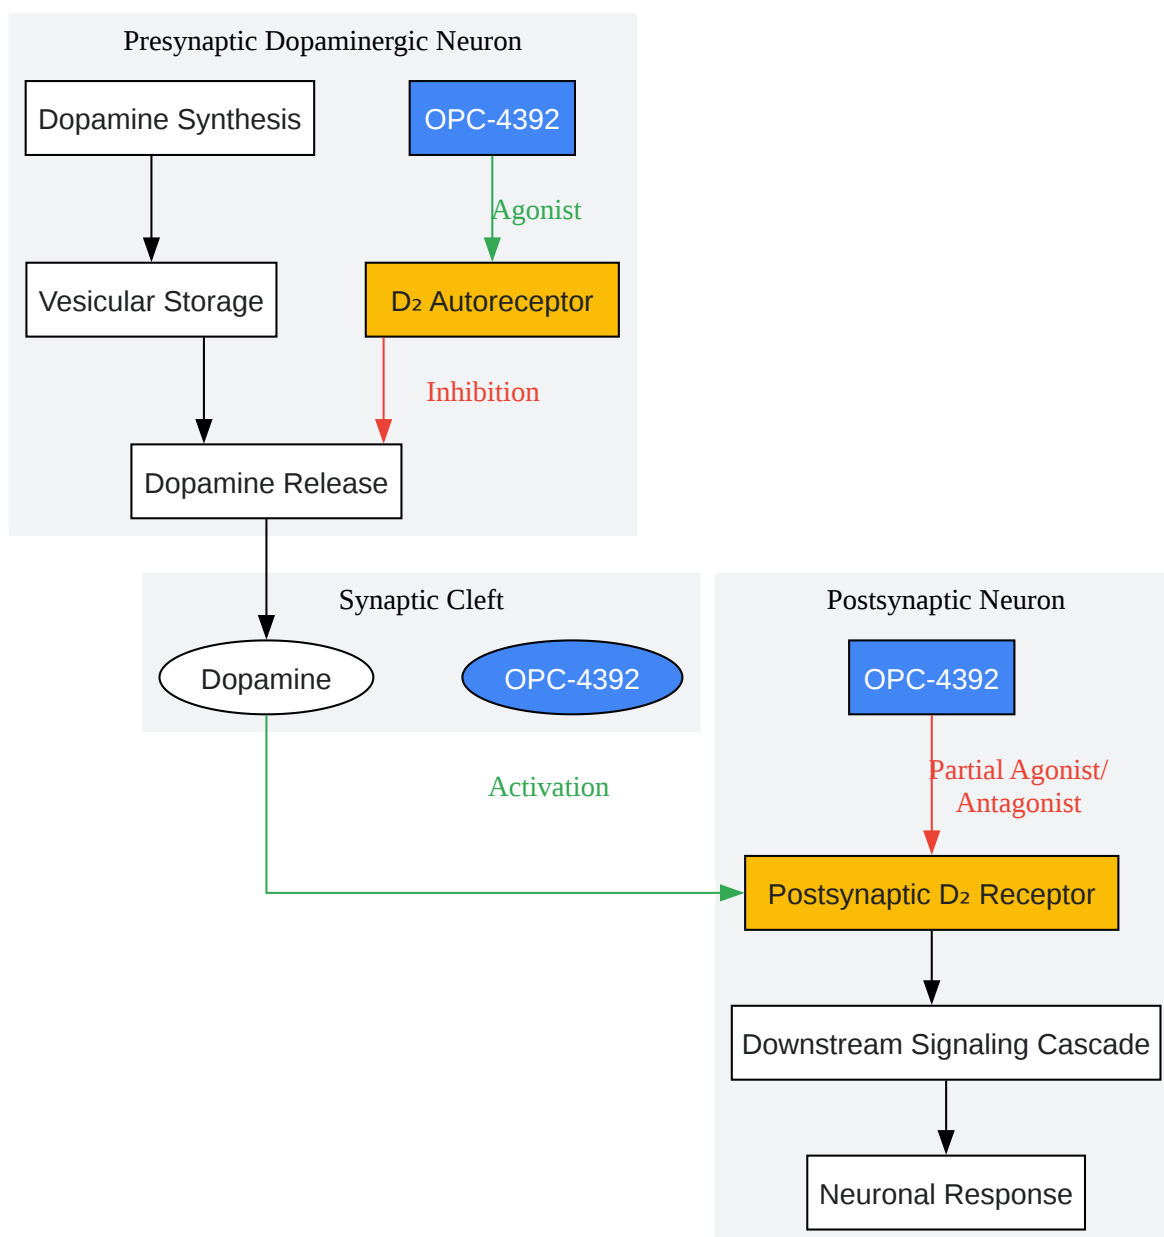 Presynaptic Dopaminergic Neuron
Dopamine Synthesis
OPC-4392
Agonist
Vesicular Storage
D₂ Autoreceptor
Inhibition
Dopamine Release
Synaptic Cleft
Dopamine
OPC-4392
Activation
Postsynaptic Neuron
OPC-4392
Partial Agonist/
Antagonist
Postsynaptic D₂ Receptor
Downstream Signaling Cascade
Neuronal Response